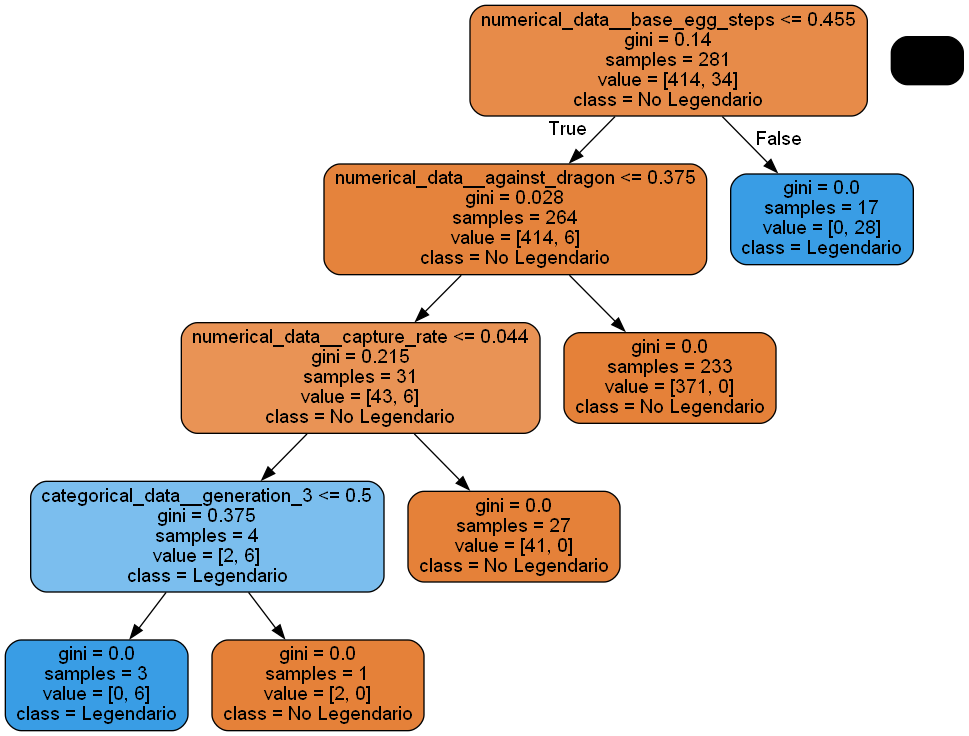 numerical_data__base_egg_steps <= 0.455
gini = 0.14
samples = 281
value = [414, 34]
class = No Legendario
True
False
numerical_data__against_dragon <= 0.375
gini = 0.028
samples = 264
value = [414, 6]
class = No Legendario
gini = 0.0
samples = 17
value = [0, 28]
class = Legendario
numerical_data__capture_rate <= 0.044
gini = 0.215
samples = 31
value = [43, 6]
class = No Legendario
gini = 0.0
samples = 233
value = [371, 0]
class = No Legendario
categorical_data__generation_3 <= 0.5
gini = 0.375
samples = 4
value = [2, 6]
class = Legendario
gini = 0.0
samples = 27
value = [41, 0]
class = No Legendario
gini = 0.0
samples = 3
value = [0, 6]
class = Legendario
gini = 0.0
samples = 1
value = [2, 0]
class = No Legendario